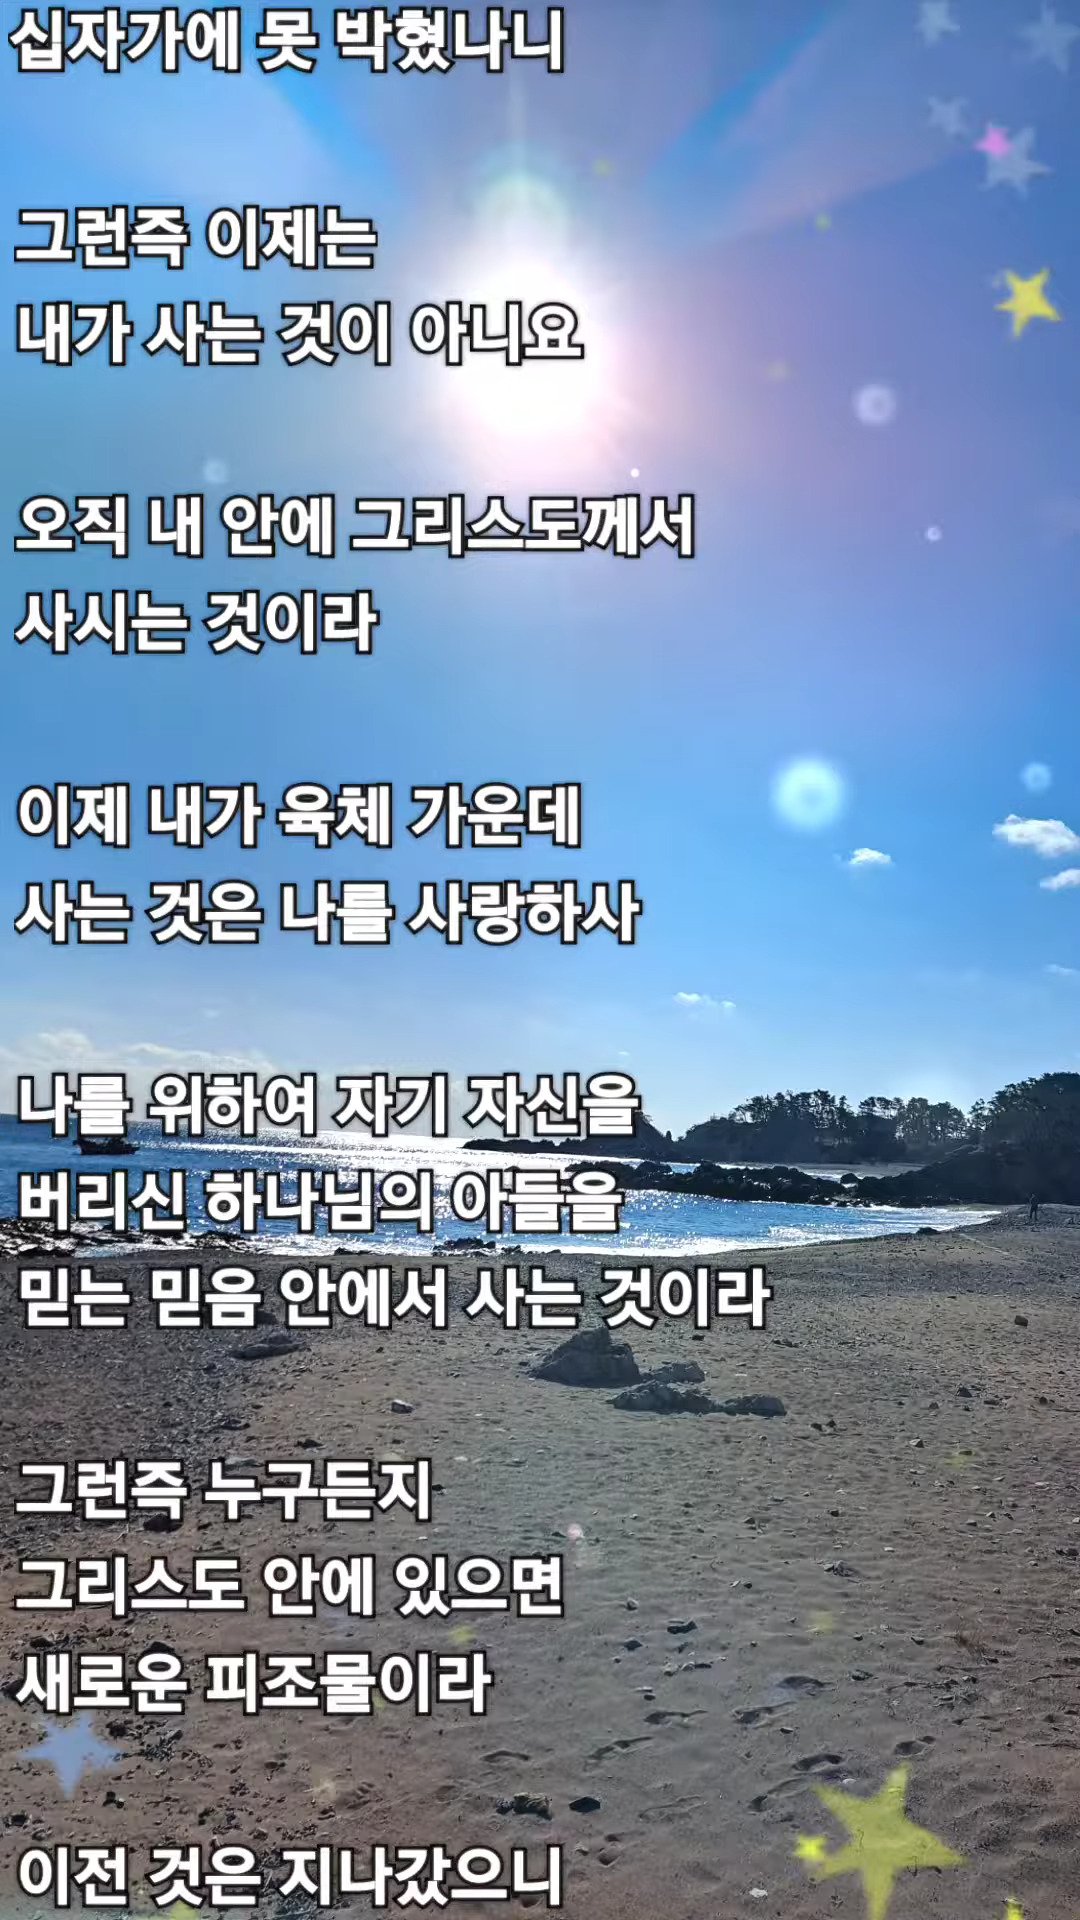 십자가에 못 박혔나니
그런즉 이제는
내가 사는 것이 아니요
오직 내 안에 그리스도께서
사시는 것이라
이제 내가 육체 가운데
사는 것은 나를 사랑하사
나를 위하여 자기 자신을
버리신 하나님의 아들을
믿는 믿음 안에서 사는 것이라
그런즉 누구든지
그리스도 안에 있으면
새로운 피조물이라
이전 것은 지나갔으니